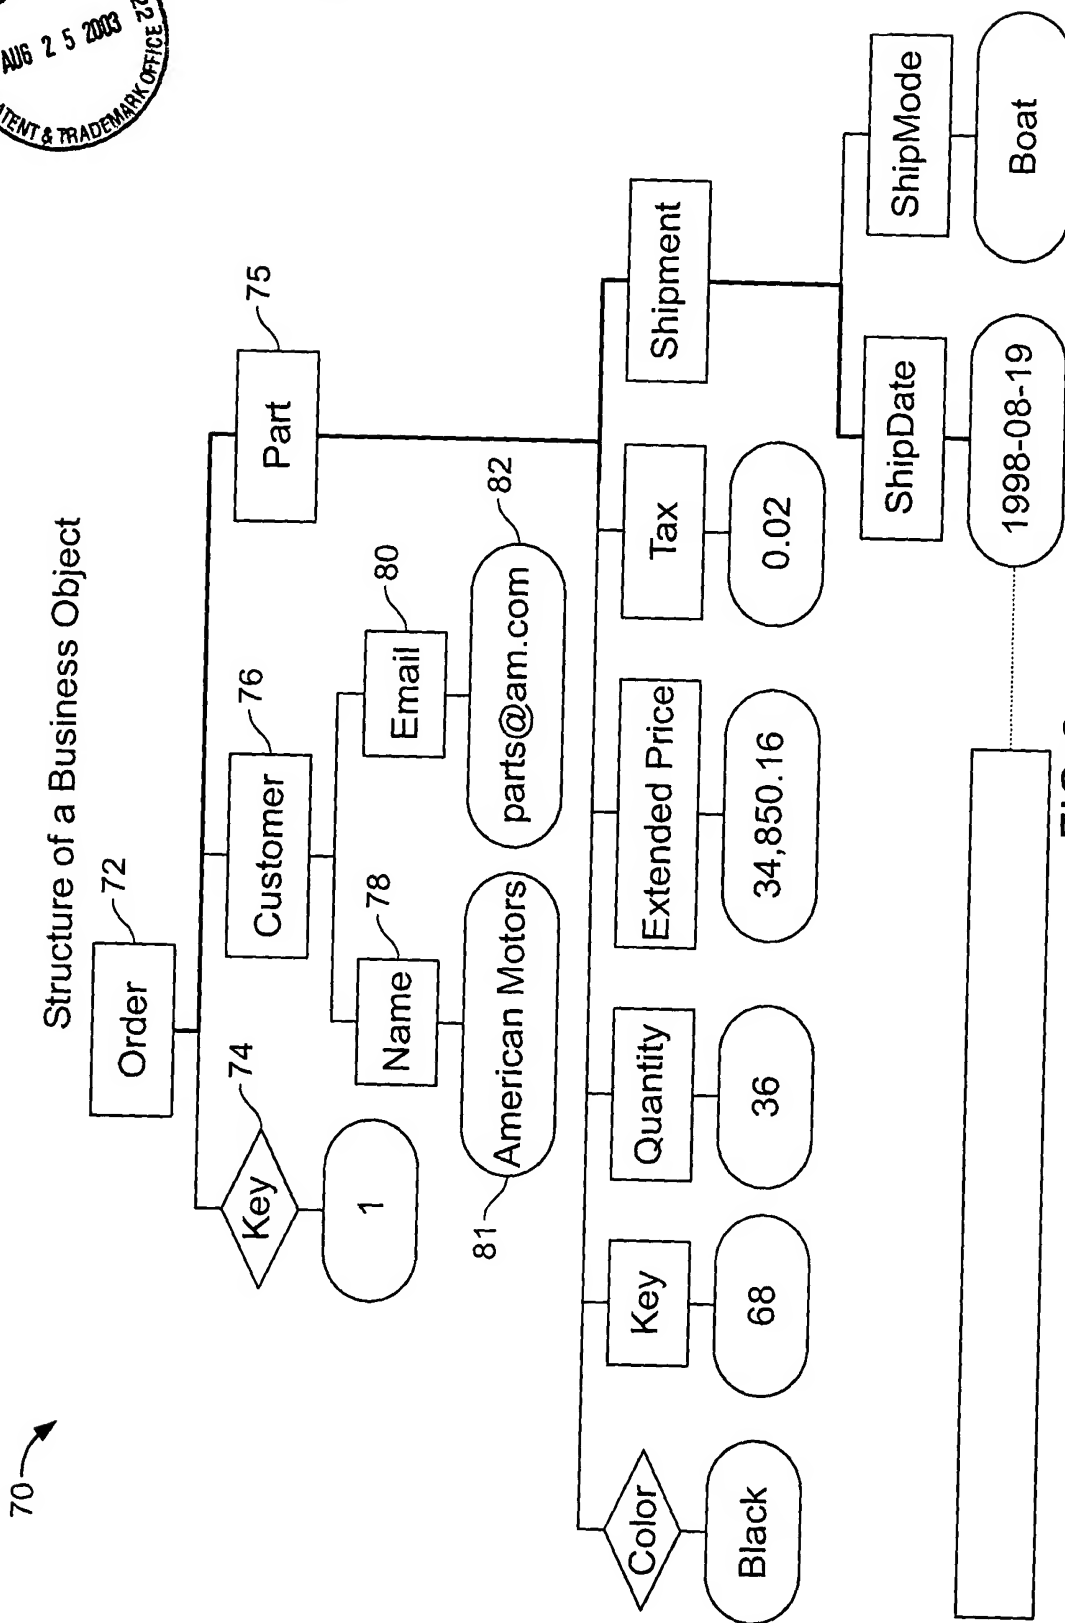 AUG 25 2003
PATENT & TRADEMARK OFFICE
22
70
Structure of a Business Object
Order
72
Key
74
1
Customer
76
Part
75
Name
78
Email
80
American Motors
81
parts@am.com
82
Color
Key
Quantity
Extended Price
Tax
Shipment
Black
68
36
34,850.16
0.02
ShipDate
ShipMode
1998-08-19
Boat